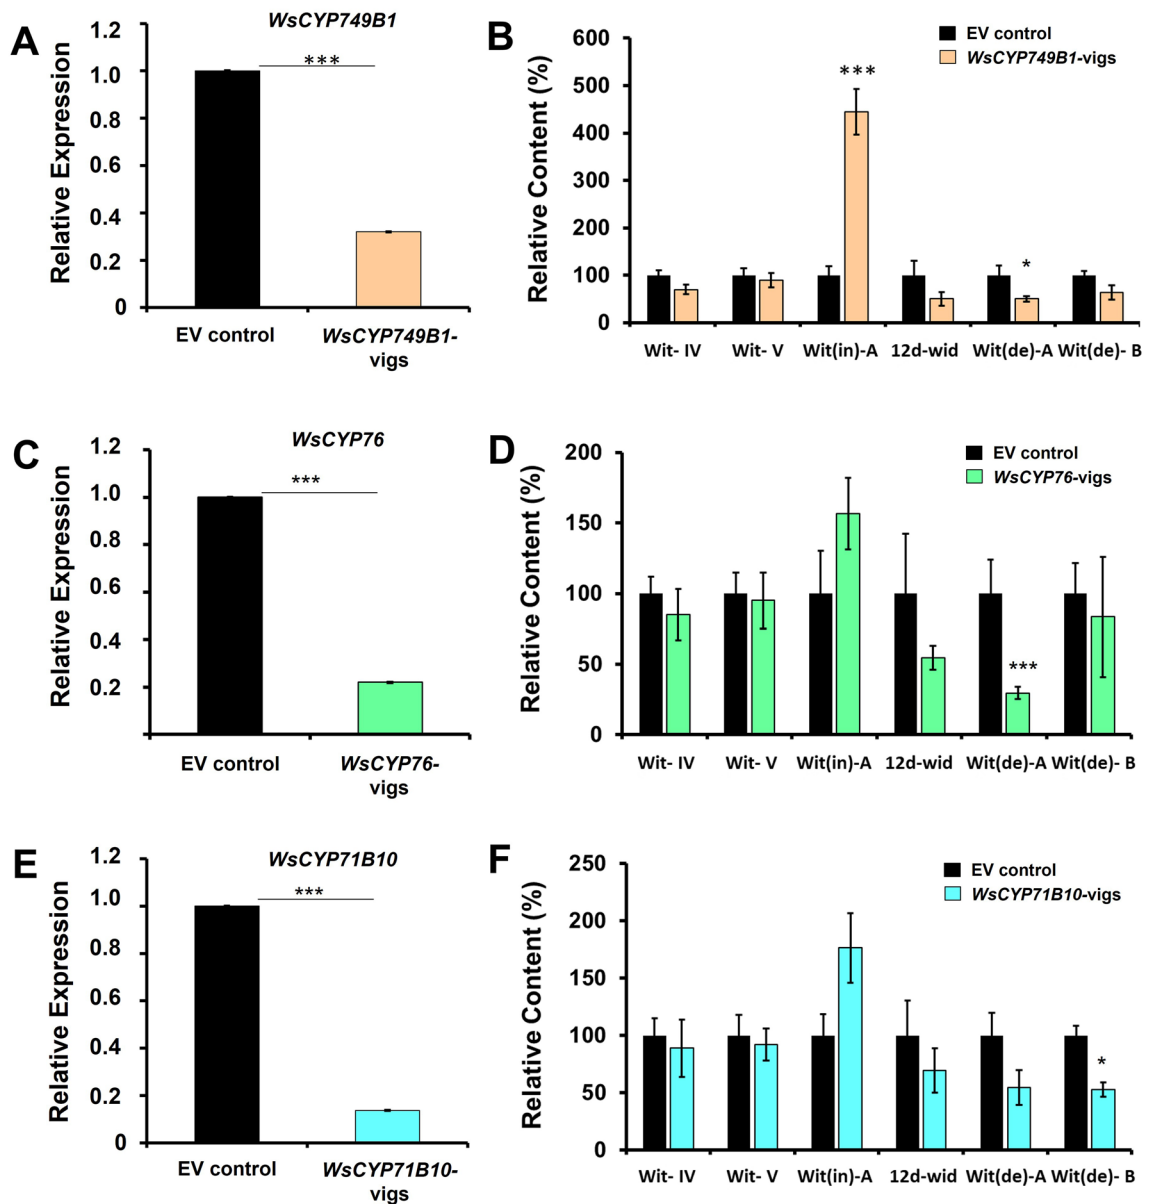 A
WsCYP749B1
Relative Expression
1.2
1.0
0.8
0.6
0.4
0.2
0
***
EV control
WsCYP749B1-
vigs
B
EV control
WsCYP749B1-vigs
Relative Content (%)
600
500
400
300
200
100
0
***
*
Wit- IV Wit- V Wit(in)-A 12d-wid Wit(de)-A Wit(de)- B
C
WsCYP76
Relative Expression
1.2
1.0
0.8
0.6
0.4
0.2
***
EV control
WsCYP76-
vigs
D
EV control
WsCYP76-vigs
Relative Content (%)
200
150
100
50
0
***
Wit- IV Wit- V Wit(in)-A 12d-wid Wit(de)-A Wit(de)- B
E
WsCYP71B10
Relative Expression
1.2
1.0
0.8
0.6
0.4
0.2
0
***
EV control
WsCYP71B10-
vigs
F
EV control
WsCYP71B10-vigs
Relative Content (%)
250
200
150
100
50
0
*
Wit- IV Wit- V Wit(in)-A 12d-wid Wit(de)-A Wit(de)- B